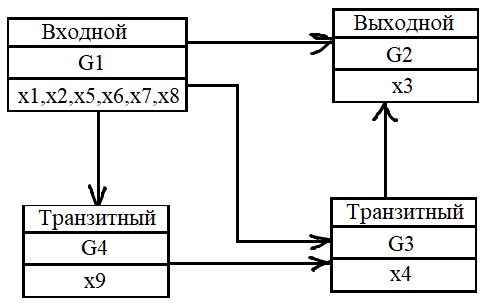 Входной
G1
x1,x2,x5,x6,x7,x8
Выходной
G2
x3
Транзитный
G4
x9
Транзитный
G3
x4